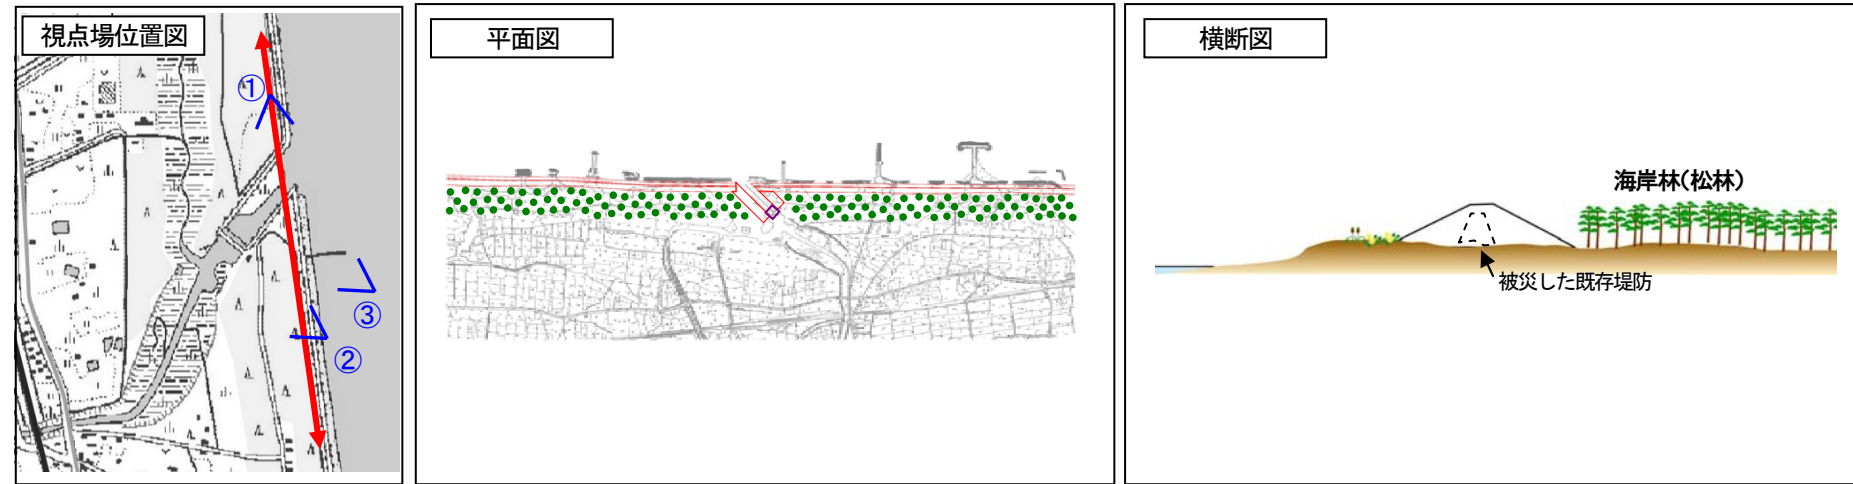 視点場位置図
①
③
②
平面図
横断図
海岸林(松林)
被災した既存堤防